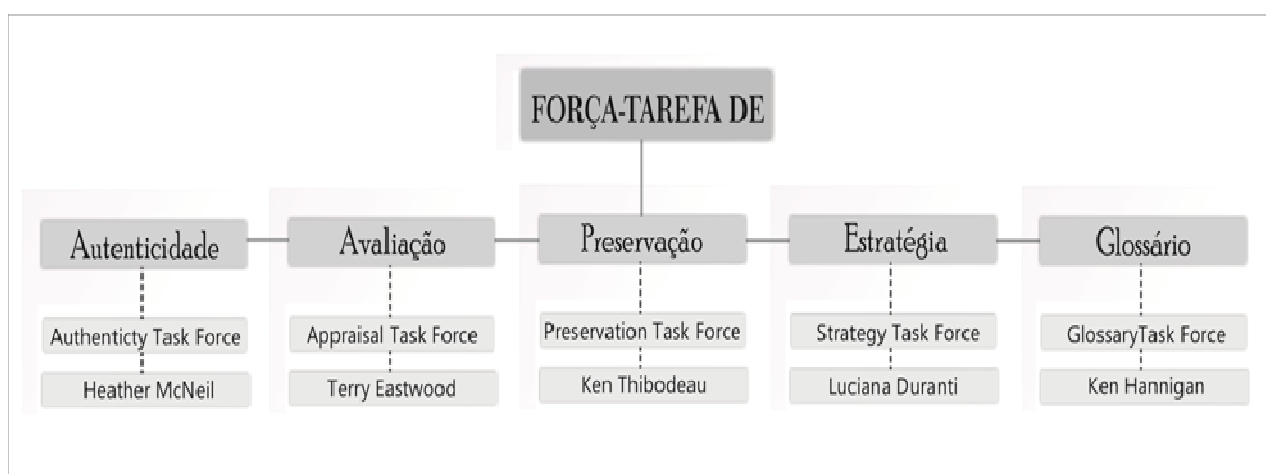 FORÇA-TAREFA DE
Autenticidade
Avaliação
Preservação
Estratégia
Glossário
Authenticty Task Force
Appraisal Task Force
Preservation Task Force
Strategy Task Force
GlossaryTask Force
Heather McNeil
Terry Eastwood
Ken Thibodeau
Luciana Duranti
Ken Hannigan